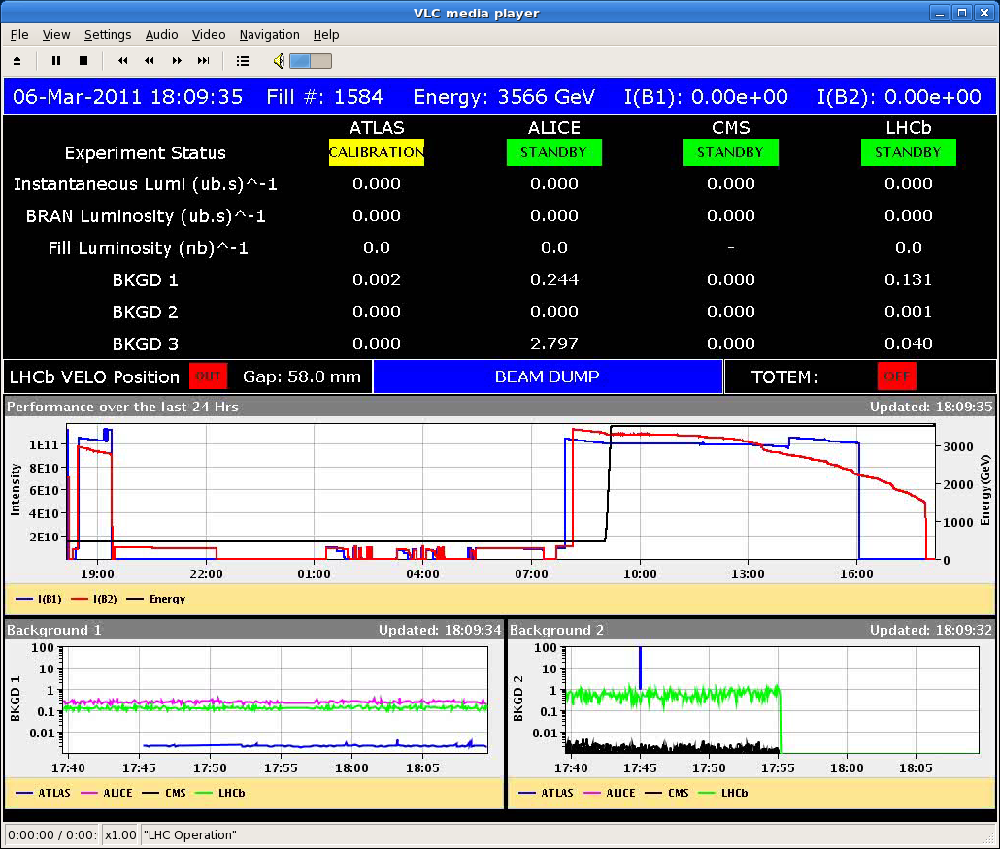 VLC media player
File View Settings Audio Video Navigation Help
06-Mar-2011 18:09:35 Fill #: 1584 Energy: 3566 GeV I(B1): 0.00e+00 I(B2): 0.00e+00
ATLAS ALICE CMS LHCb
Experiment Status CALIBRATION STANDBY STANDBY STANDBY
Instantaneous Lumi (ub.s)^-1 0.000 0.000 0.000 0.000
BRAN Luminosity (ub.s)^-1 0.000 0.000 0.000 0.000
Fill Luminosity (nb)^-1 0.0 0.0 - 0.0
BKGD 1 0.002 0.244 0.000 0.131
BKGD 2 0.000 0.000 0.000 0.001
BKGD 3 0.000 2.797 0.000 0.040
LHCb VELO Position OUT Gap: 58.0 mm BEAM DUMP TOTEM: OFF
Performance over the last 24 Hrs Updated: 18:09:35
Intensity
1E11
8E10
6E10
4E10
2E10
3000
2000
1000
0
Energy(GeV)
19:00 22:00 01:00 04:00 07:00 10:00 13:00 16:00
I(B1) I(B2) Energy
Background 1 Updated: 18:09:34
BKGD 1
100
10
1
0.1
0.01
17:40 17:45 17:50 17:55 18:00 18:05
ATLAS ALICE CMS LHCb
Background 2 Updated: 18:09:32
BKGD 2
100
10
1
0.1
0.01
17:40 17:45 17:50 17:55 18:00 18:05
ATLAS ALICE CMS LHCb
0:00:00 / 0:00: x1.00 "LHC Operation"